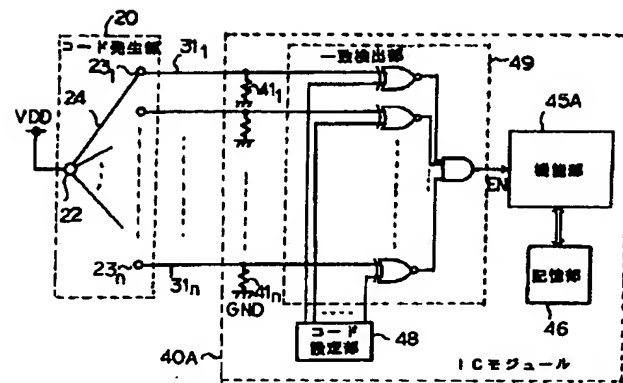 20
コード発生部
23₁
31₁
24
VDD
22
23ₙ
31ₙ
41₁
41ₙ
GND
40A
一致検出部
49
EN
45A
機能部
記憶部
46
コード
設定部
48
ICモジュール